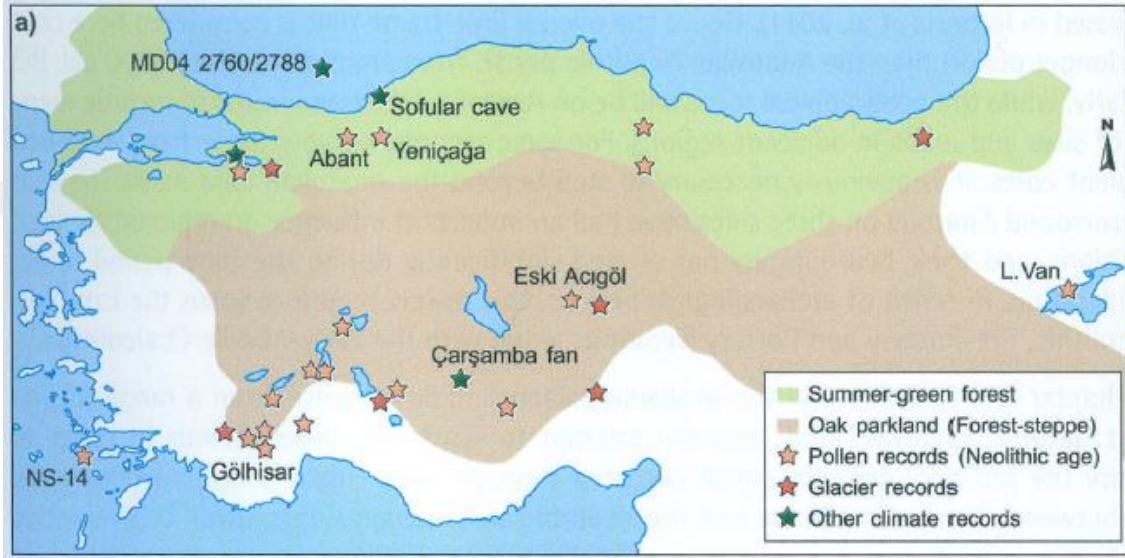 a)
MD04 2760/2788
Sofular cave
Abant
Yeniçağa
N
Eski Acıgöl
L.Van
Çarşamba fan
Summer-green forest
Oak parkland (Forest-steppe)
Pollen records (Neolithic age)
Glacier records
Other climate records
NS-14
Gölhisar